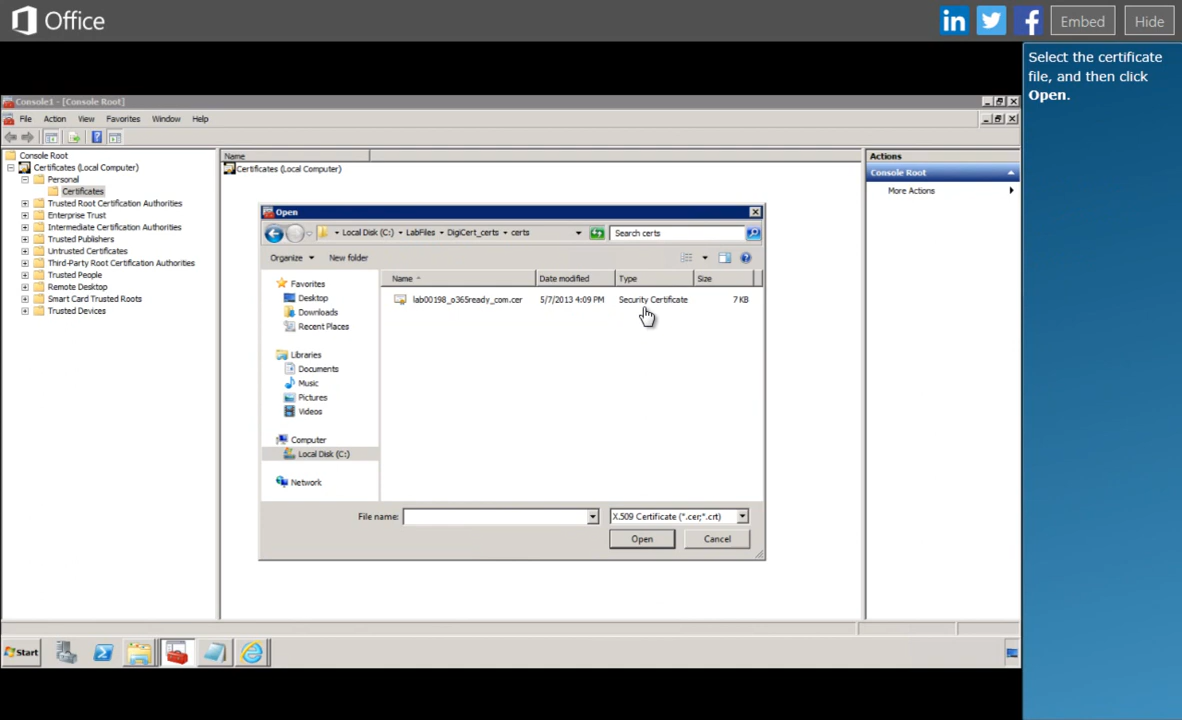 Office
Embed
Hide
Select the certificate
file, and then click
Open.
Console1 - [Console Root]
File Action View Favorites Window Help
Console Root
Certificates (Local Computer)
Personal
Certificates
Trusted Root Certification Authorities
Enterprise Trust
Intermediate Certification Authorities
Trusted Publishers
Untrusted Certificates
Third-Party Root Certification Authorities
Trusted People
Remote Desktop
Smart Card Trusted Roots
Trusted Devices
Name
Certificates (Local Computer)
Actions
Console Root
More Actions
Open
Local Disk (C:) LabFiles DigiCert_certs certs
Search certs
Organize New folder
Favorites
Desktop
Downloads
Recent Places
Libraries
Documents
Music
Pictures
Videos
Computer
Local Disk (C:)
Network
Name Date modified Type Size
lab00198_o365ready_com.cer 5/7/2013 4:09 PM Security Certificate 7 KB
File name:
X.509 Certificate (*.cer;*.crt)
Open Cancel
Start